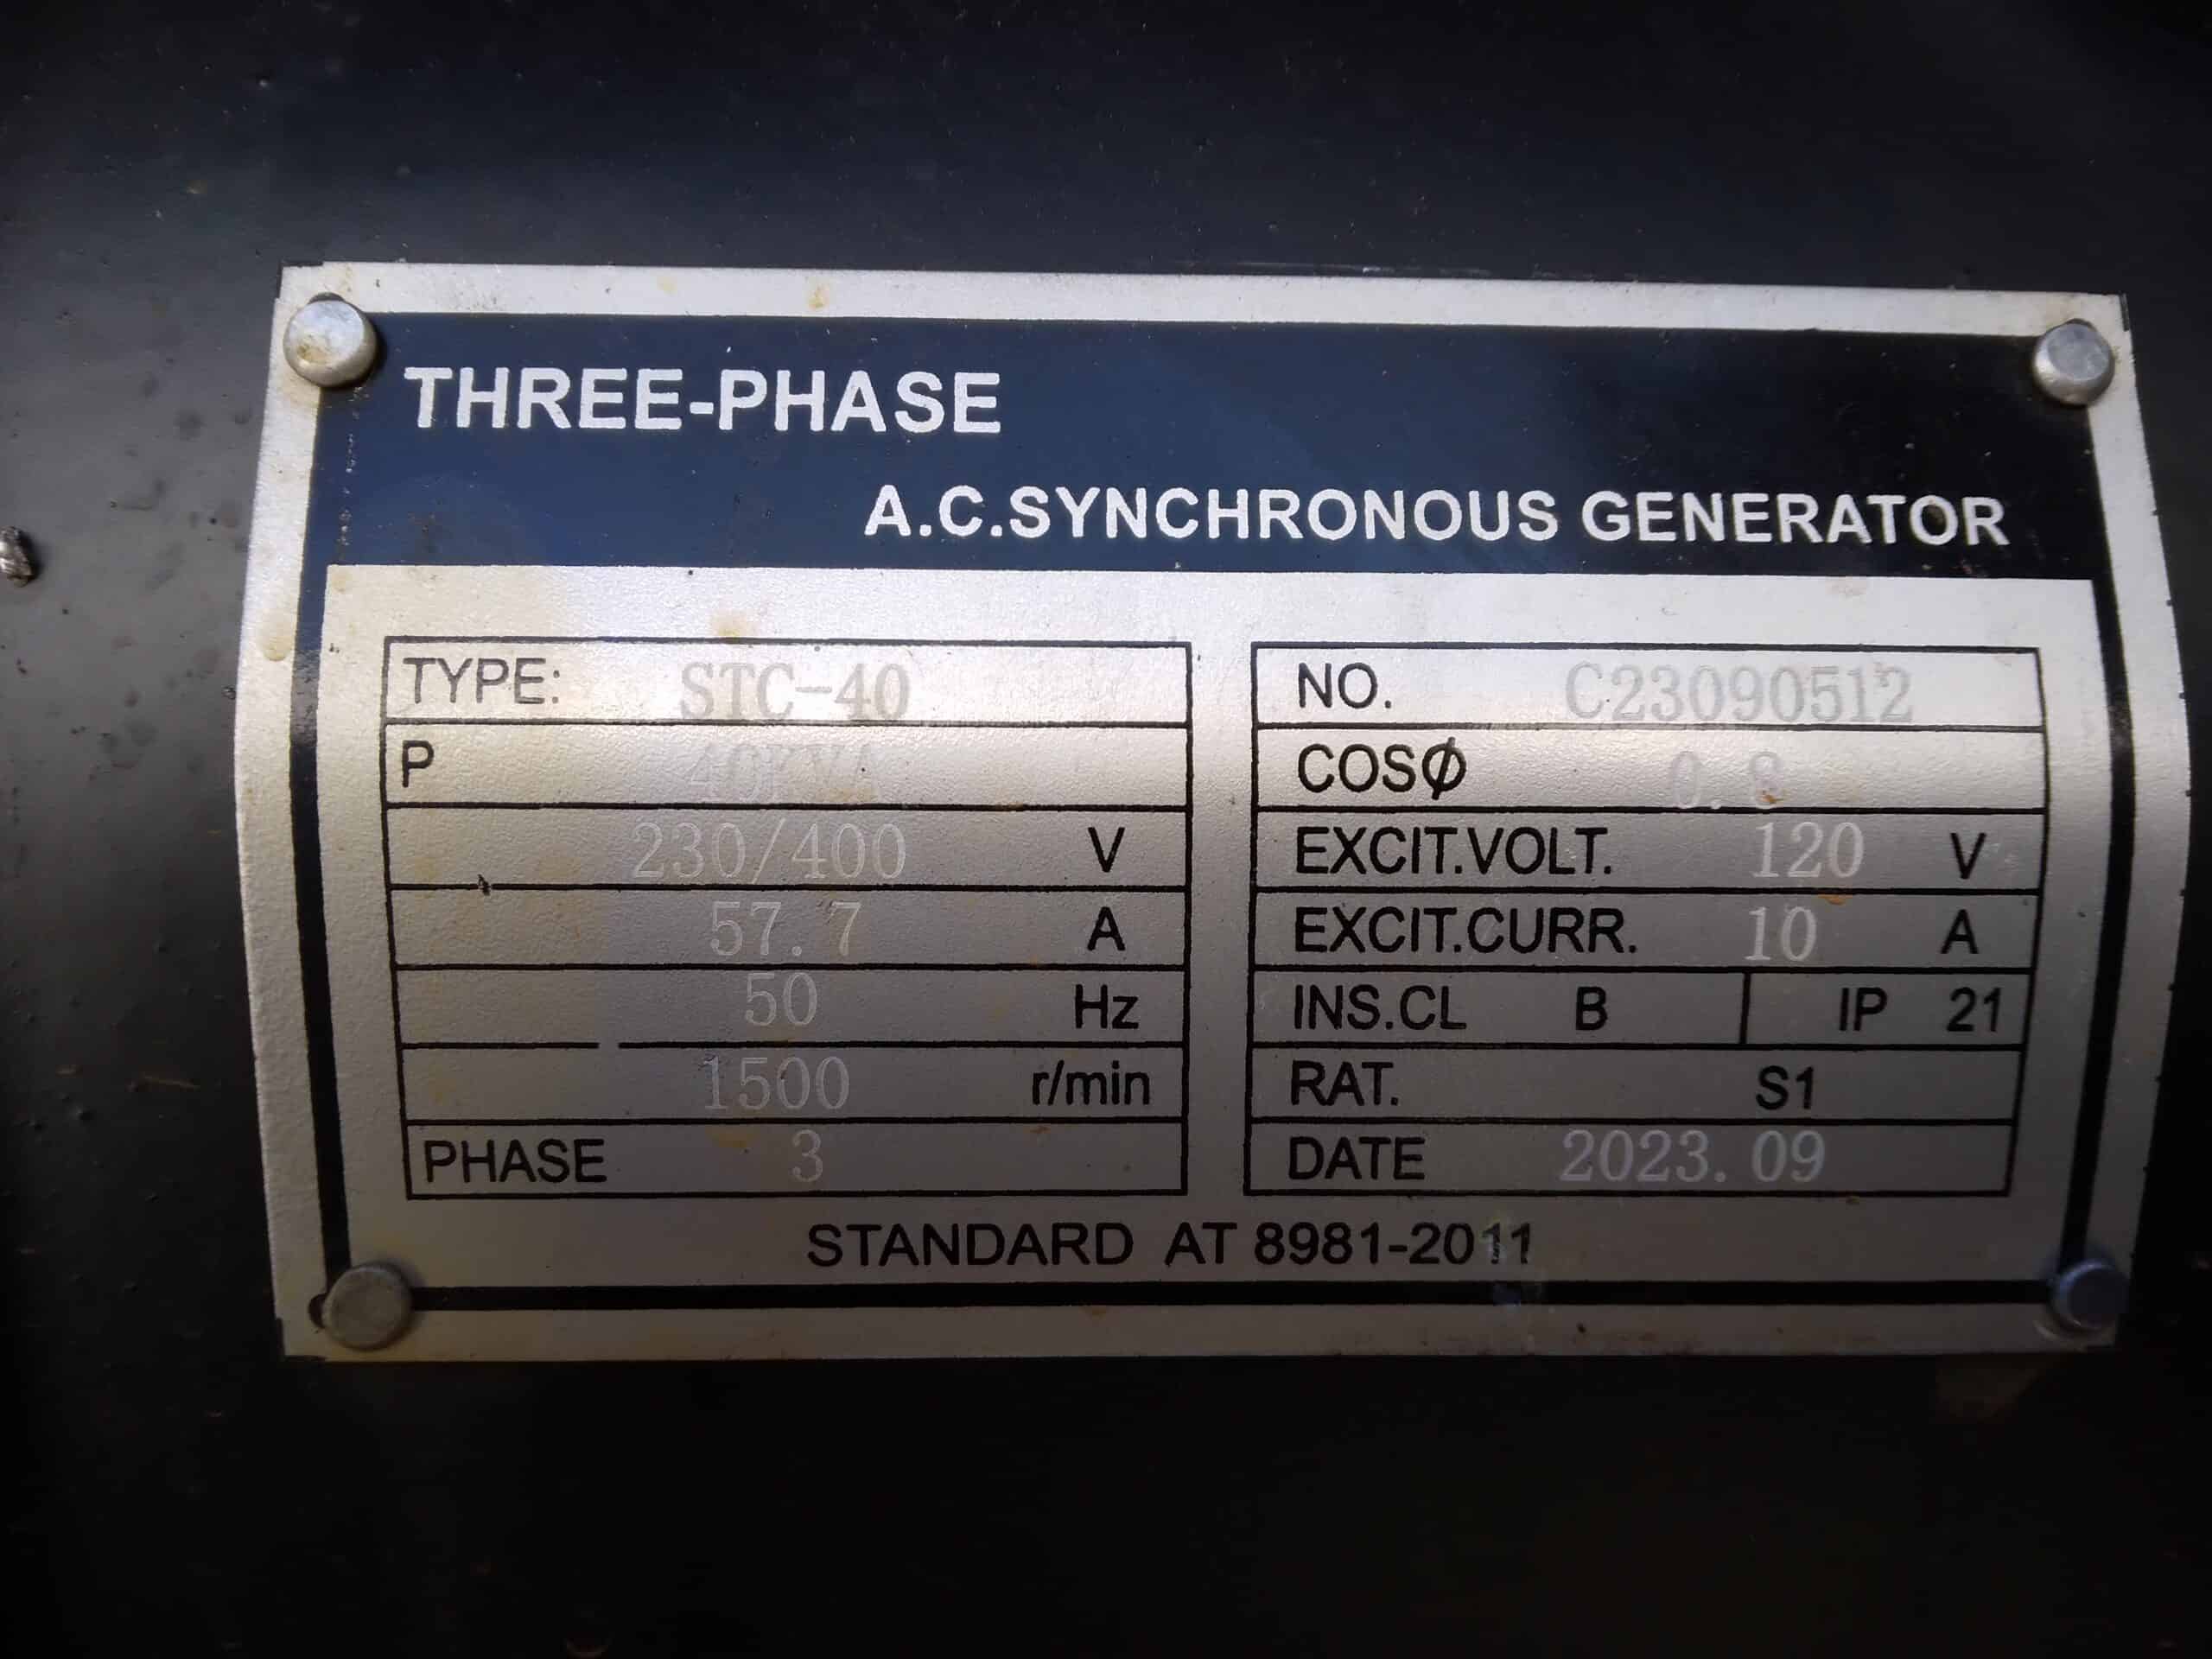 THREE-PHASE
A.C.SYNCHRONOUS GENERATOR
TYPE: STC-40
P 40KVA
230/400 V
57.7 A
50 Hz
1500 r/min
PHASE 3
NO. C23090512
COSϕ 0.8
EXCIT.VOLT. 120 V
EXCIT.CURR. 10 A
INS.CL B IP 21
RAT. S1
DATE 2023.09
STANDARD AT 8981-2011